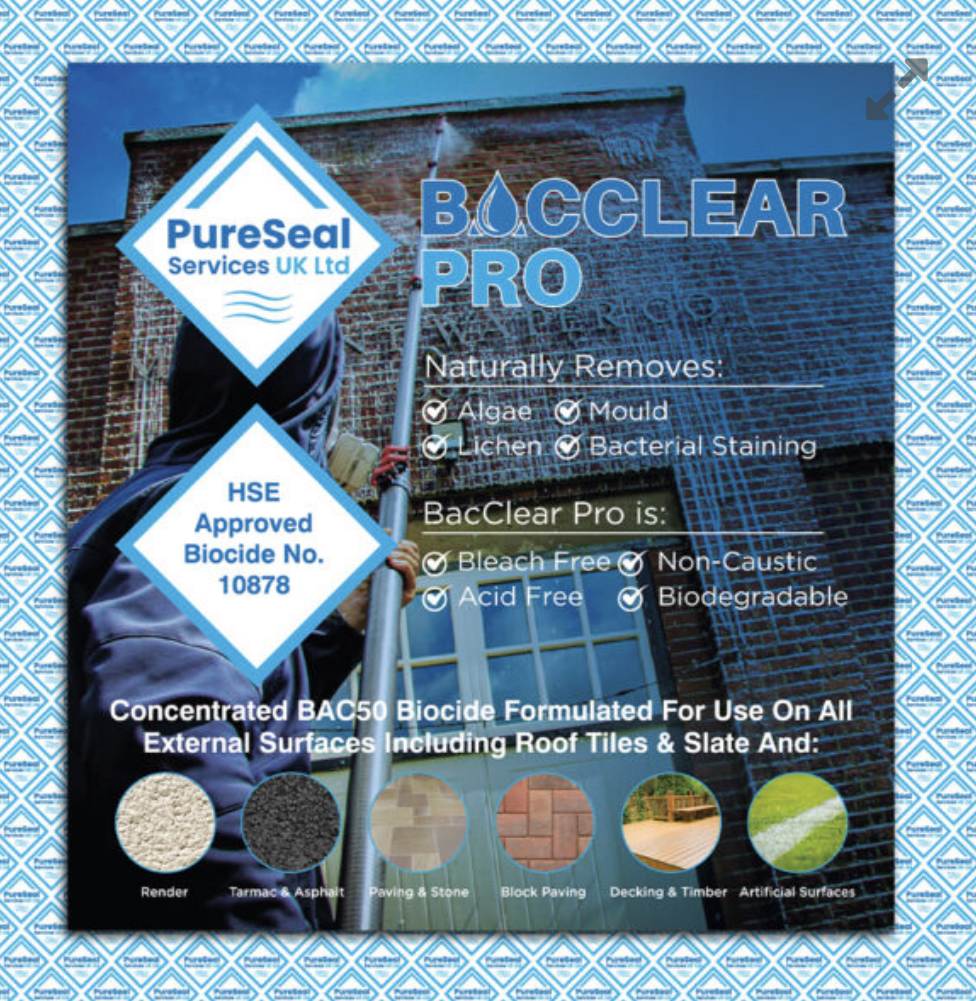 PureSeal
Services UK Ltd
BACCLEAR
PRO
Naturally Removes:
Algae Mould
Lichen Bacterial Staining
HSE
Approved
Biocide No.
10878
BacClear Pro is:
Bleach Free Non-Caustic
Acid Free Biodegradable
Concentrated BAC50 Biocide Formulated For Use On All
External Surfaces Including Roof Tiles & Slate And:
Render Tarmac & Asphalt Paving & Stone Block Paving Decking & Timber Artificial Surfaces